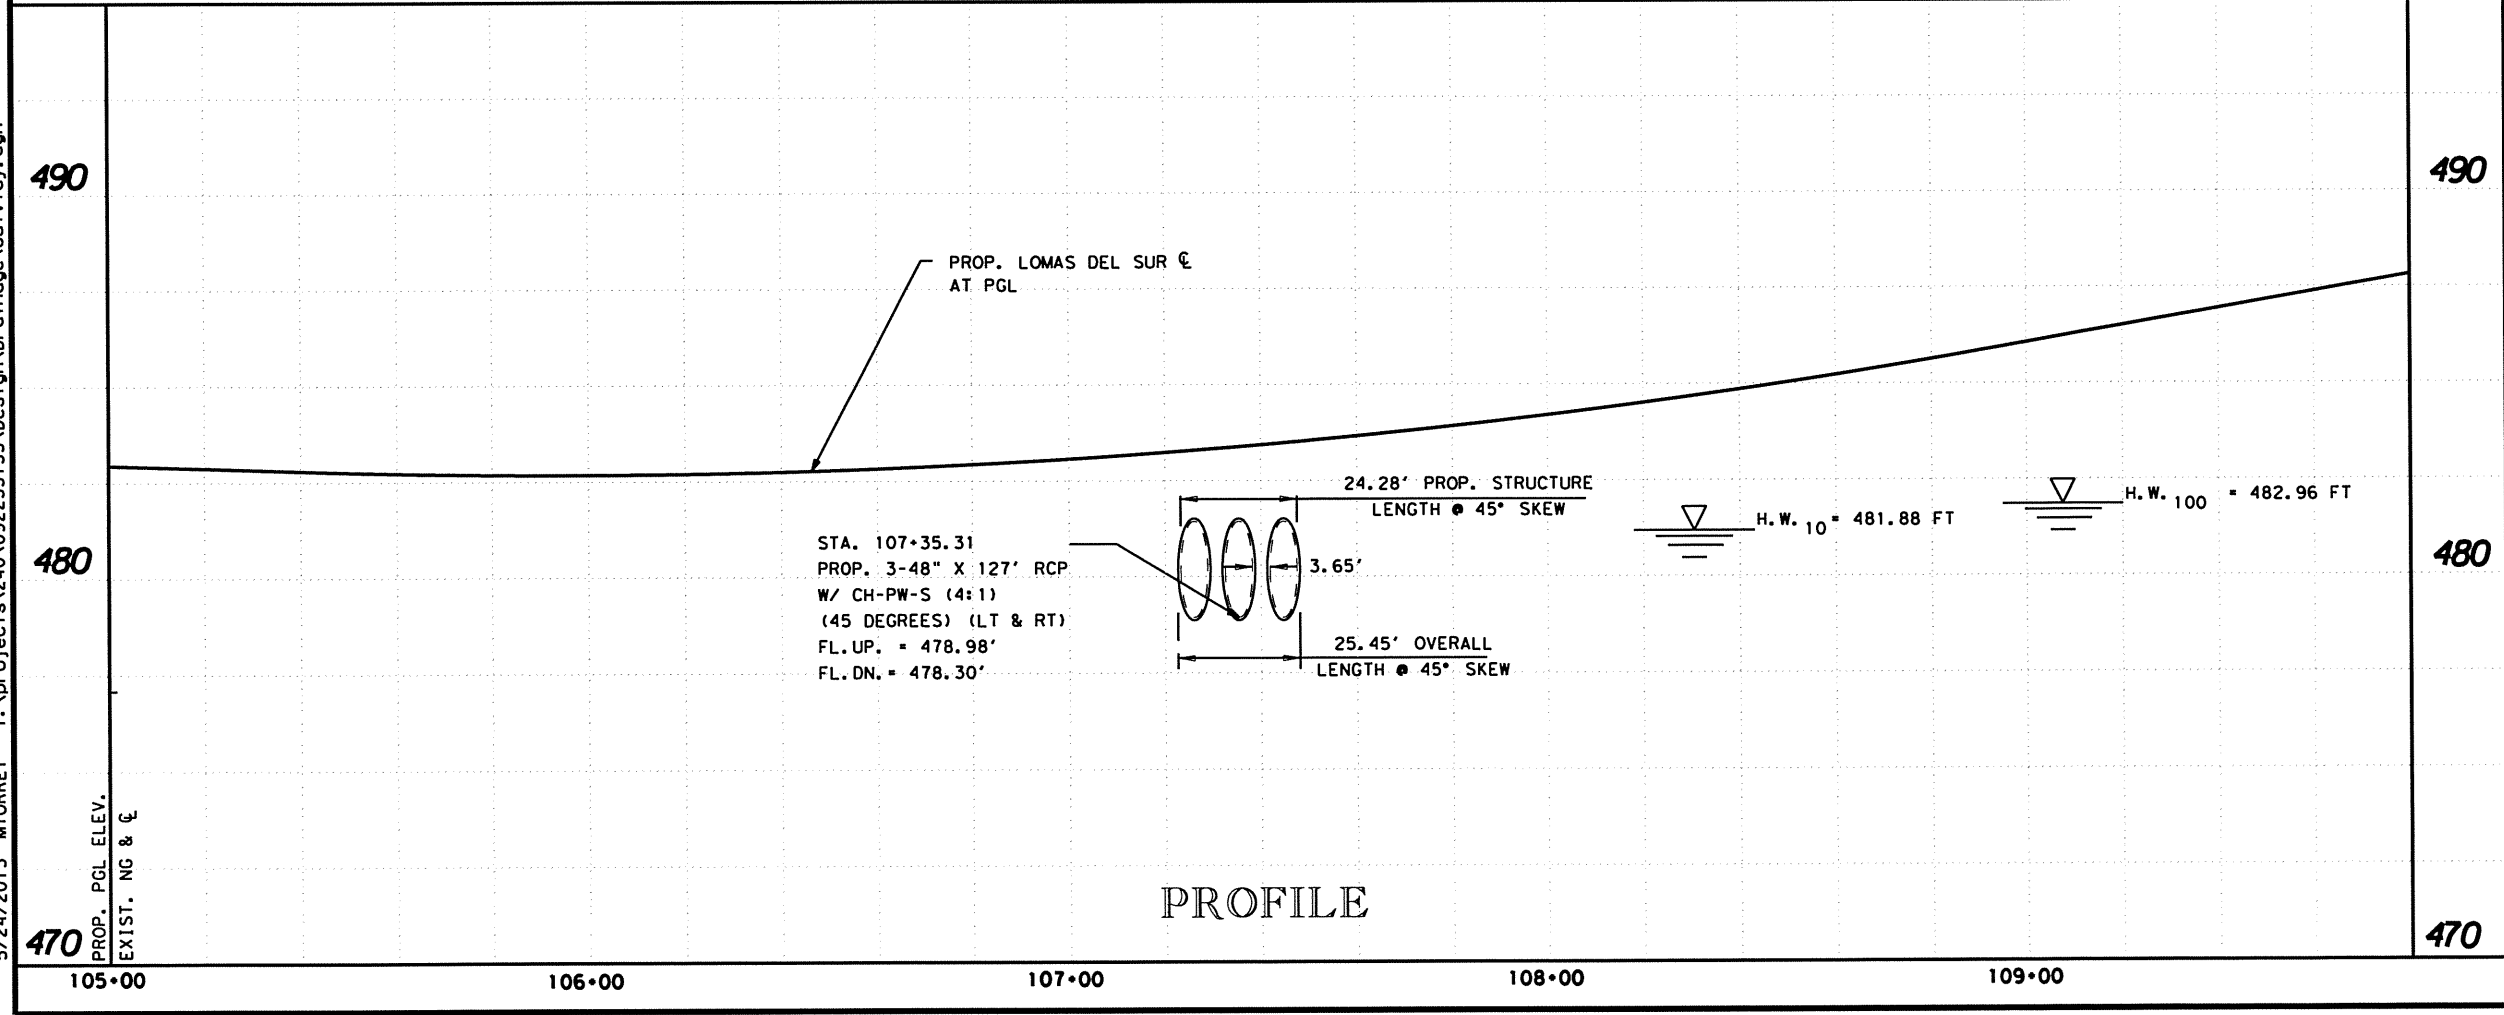 490
490
PROP. LOMAS DEL SUR ℄
AT PGL
24.28' PROP. STRUCTURE
LENGTH @ 45° SKEW
H.W. 100 = 482.96 FT
H.W. 10 = 481.88 FT
480
480
STA. 107+35.31
PROP. 3-48" X 127' RCP
W/ CH-PW-S (4:1)
(45 DEGREES) (LT & RT)
FL.UP. = 478.98'
FL.DN. = 478.30'
3.65'
25.45' OVERALL
LENGTH @ 45° SKEW
PROP. PGL ELEV.
EXIST. NG & ℄
PROFILE
470
470
105+00
106+00
107+00
108+00
109+00